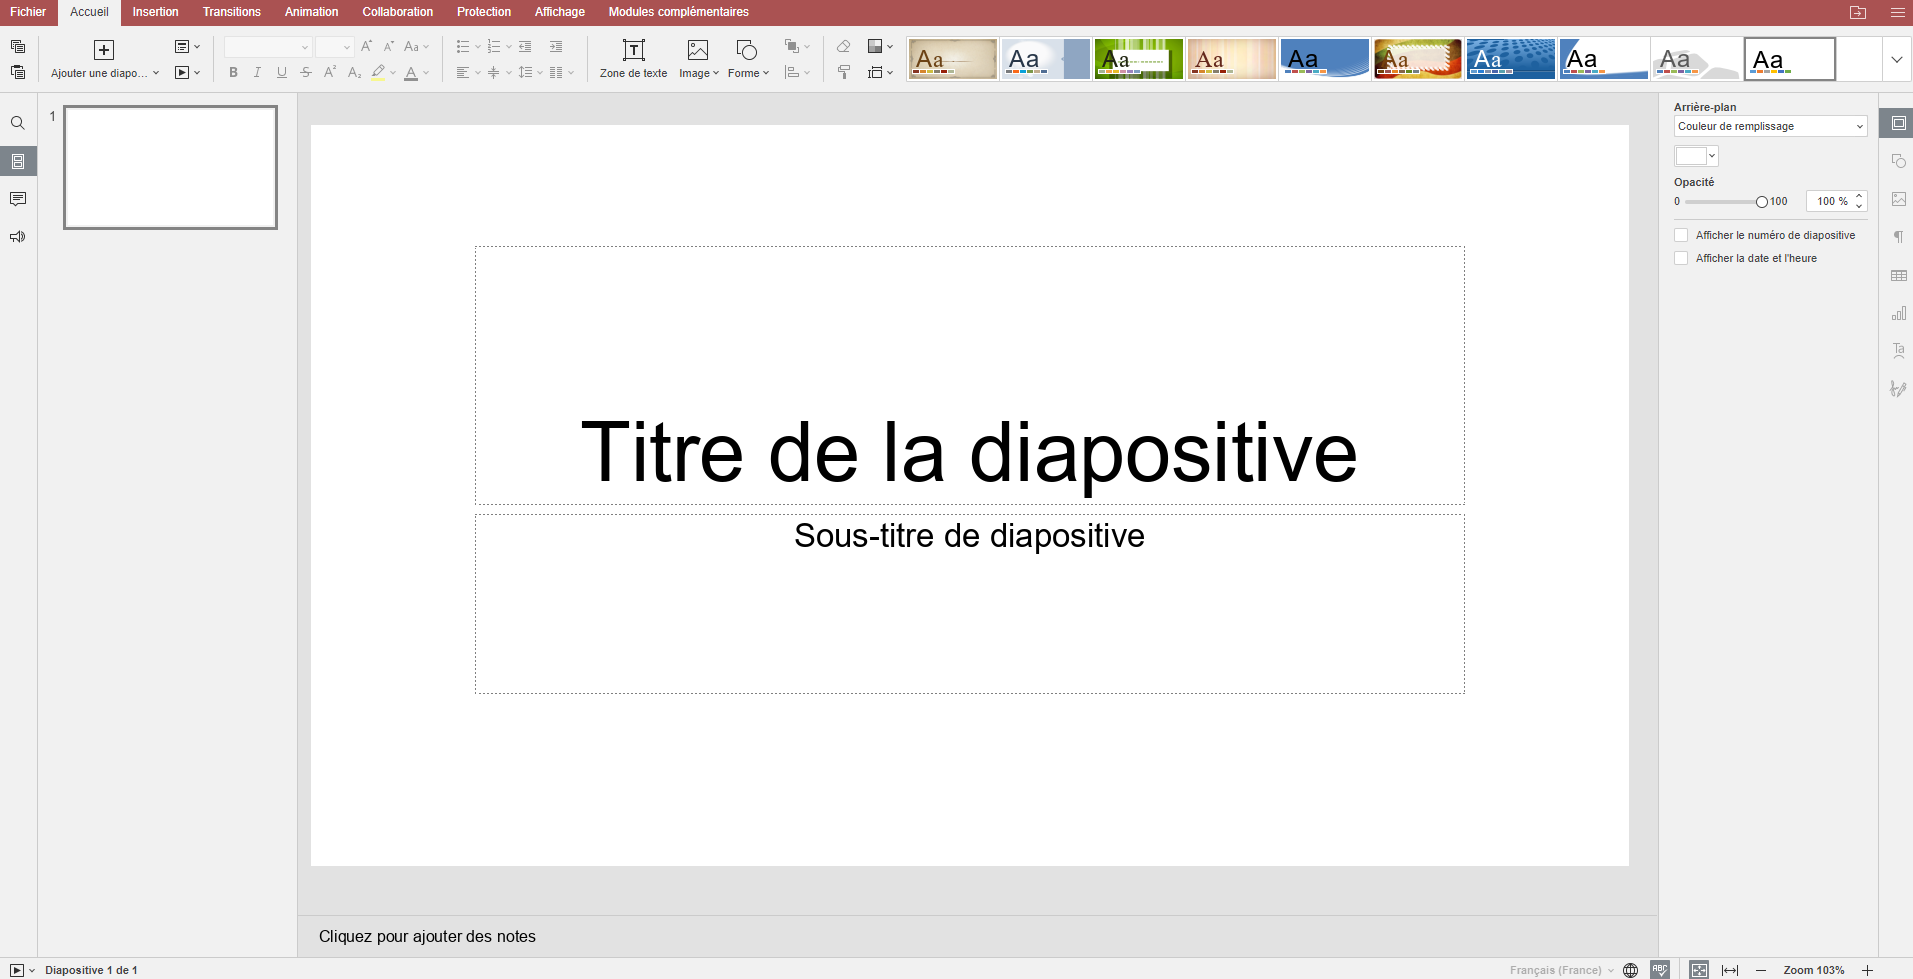 Fichier Accueil Insertion Transitions Animation Collaboration Protection Affichage Modules complémentaires
Ajouter une diapo... Zone de texte Image Forme
Aa Aa Aa Aa Aa Aa Aa Aa Aa Aa
1
Titre de la diapositive
Sous-titre de diapositive
Cliquez pour ajouter des notes
Arrière-plan
Couleur de remplissage
Opacité
0 100 100 %
Afficher le numéro de diapositive
Afficher la date et l'heure
Diapositive 1 de 1 Français (France) ABC Zoom 103%